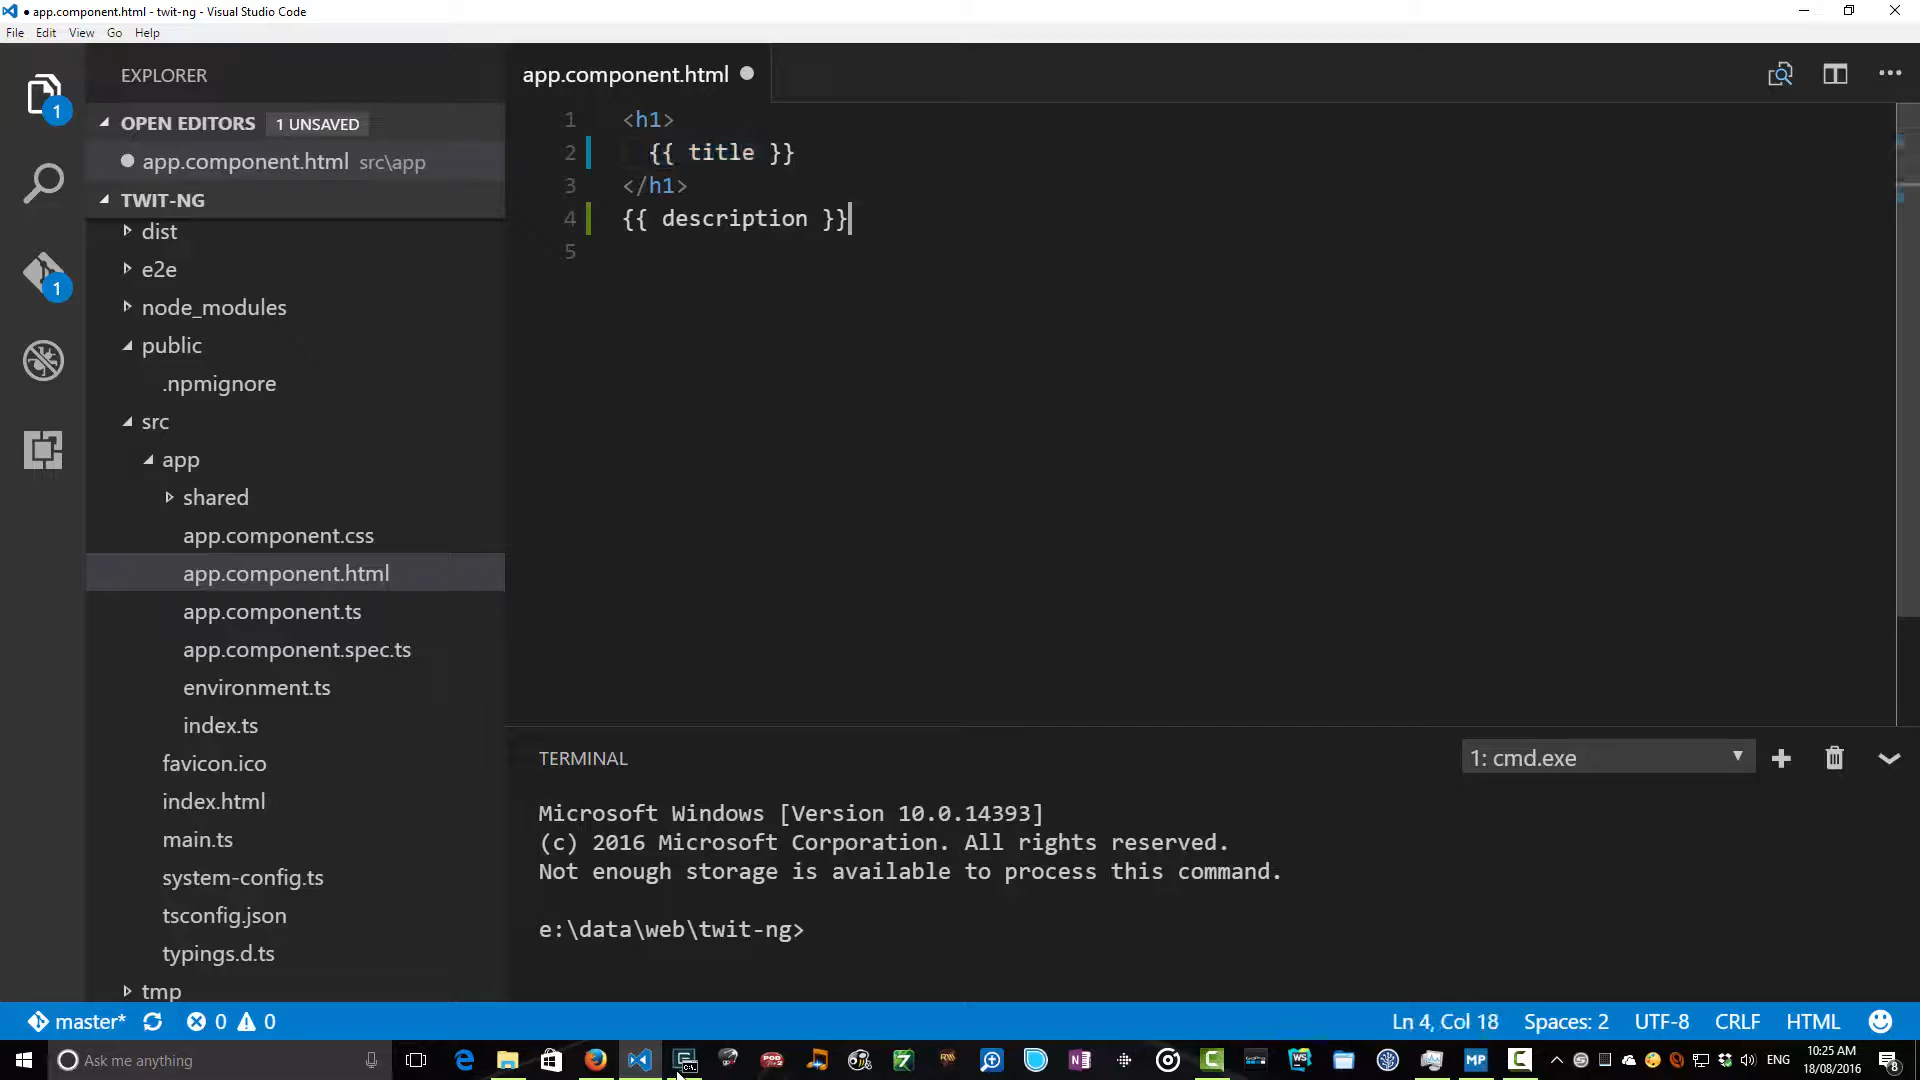 app.component.html - twit-ng - Visual Studio Code
File Edit View Go Help
EXPLORER
OPEN EDITORS 1 UNSAVED
app.component.html src\app
TWIT-NG
dist
e2e
node_modules
public
.npmignore
src
app
shared
app.component.css
app.component.html
app.component.ts
app.component.spec.ts
environment.ts
index.ts
favicon.ico
index.html
main.ts
system-config.ts
tsconfig.json
typings.d.ts
tmp
1
1
app.component.html
1 <h1>
2 {{ title }}
3 </h1>
4 {{ description }}
5
TERMINAL
1: cmd.exe
Microsoft Windows [Version 10.0.14393]
(c) 2016 Microsoft Corporation. All rights reserved.
Not enough storage is available to process this command.
e:\data\web\twit-ng>
master* 0 0
Ln 4, Col 18 Spaces: 2 UTF-8 CRLF HTML
Ask me anything
ENG
10:25 AM
18/08/2016
8